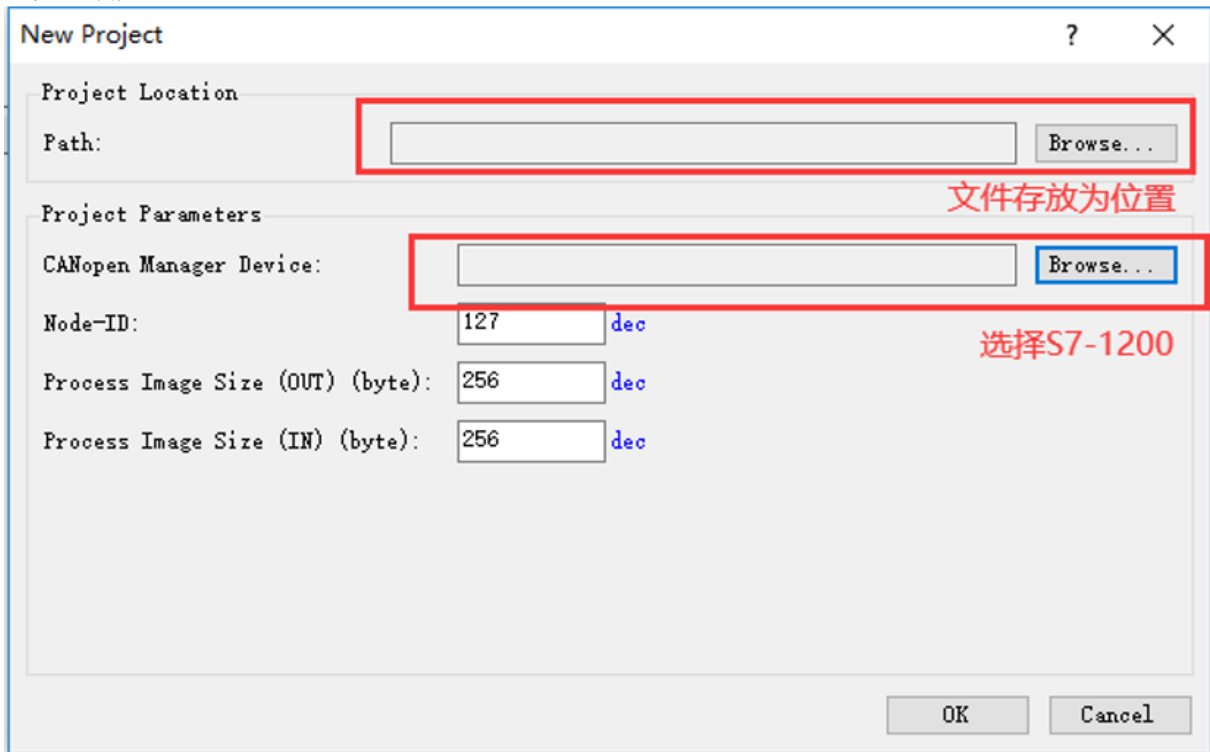 New Project
?
Project Location
Path:
Browse...
文件存放为位置
Project Parameters
CANopen Manager Device:
Browse...
Node-ID:
127
dec
选择S7-1200
Process Image Size (OUT) (byte):
256
dec
Process Image Size (IN) (byte):
256
dec
OK
Cancel